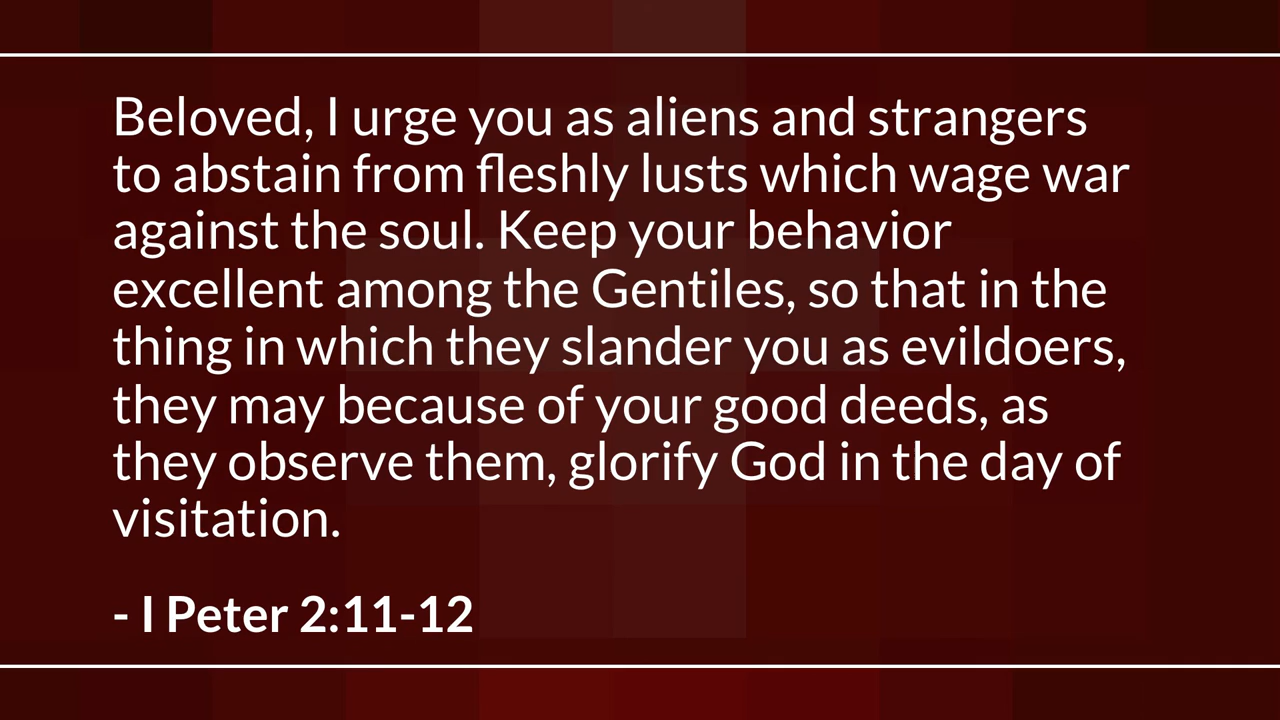 Beloved, I urge you as aliens and strangers
to abstain from fleshly lusts which wage war
against the soul. Keep your behavior
excellent among the Gentiles, so that in the
thing in which they slander you as evildoers,
they may because of your good deeds, as
they observe them, glorify God in the day of
visitation.
- I Peter 2:11-12